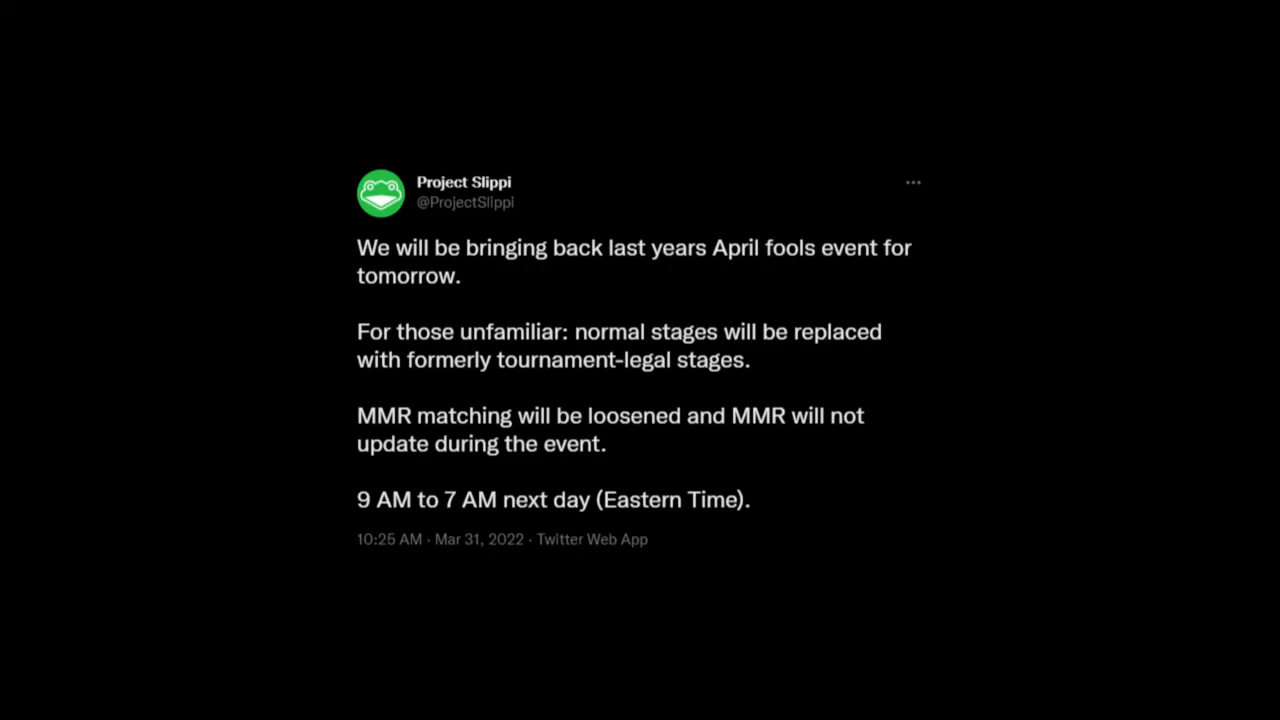 Project Slippi
@ProjectSlippi
We will be bringing back last years April fools event for
tomorrow.
For those unfamiliar: normal stages will be replaced
with formerly tournament-legal stages.
MMR matching will be loosened and MMR will not
update during the event.
9 AM to 7 AM next day (Eastern Time).
10:25 AM · Mar 31, 2022 · Twitter Web App